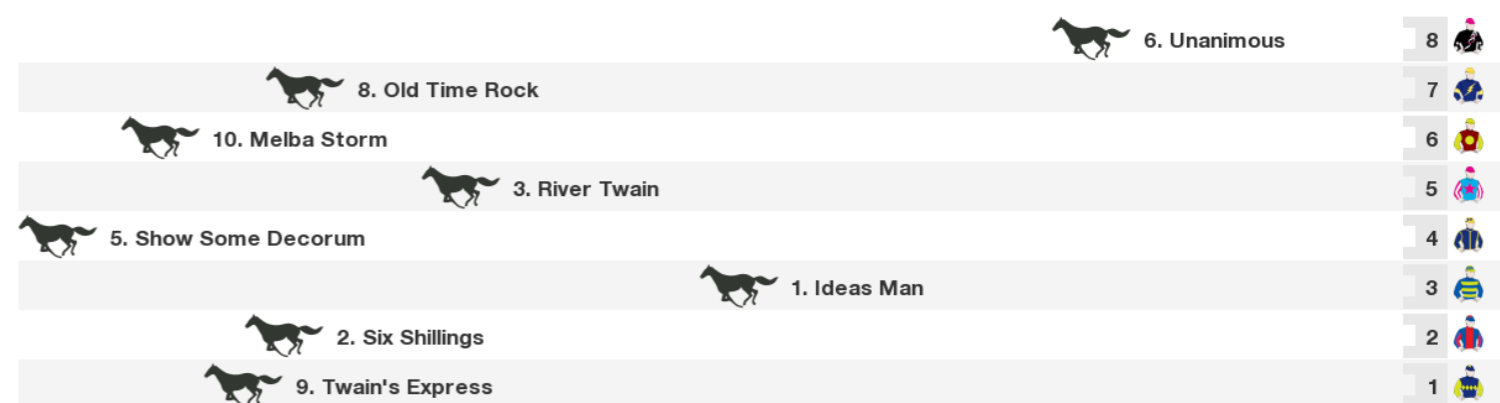 6. Unanimous 8
8. Old Time Rock 7
10. Melba Storm 6
3. River Twain 5
5. Show Some Decorum 4
1. Ideas Man 3
2. Six Shillings 2
9. Twain's Express 1